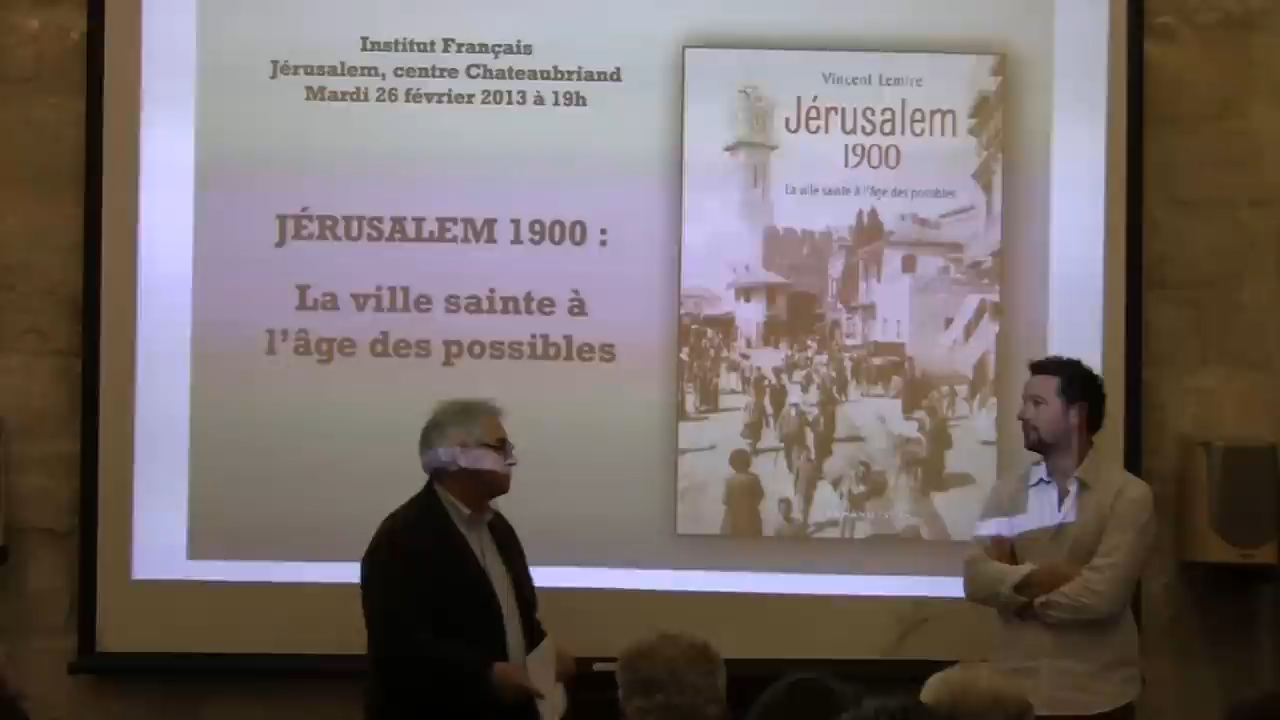 Institut Français
Jérusalem, centre Chateaubriand
Mardi 26 février 2013 à 19h
JÉRUSALEM 1900 :
La ville sainte à
l'âge des possibles
Vincent Lemire
Jérusalem
1900
La ville sainte à l'âge des possibles